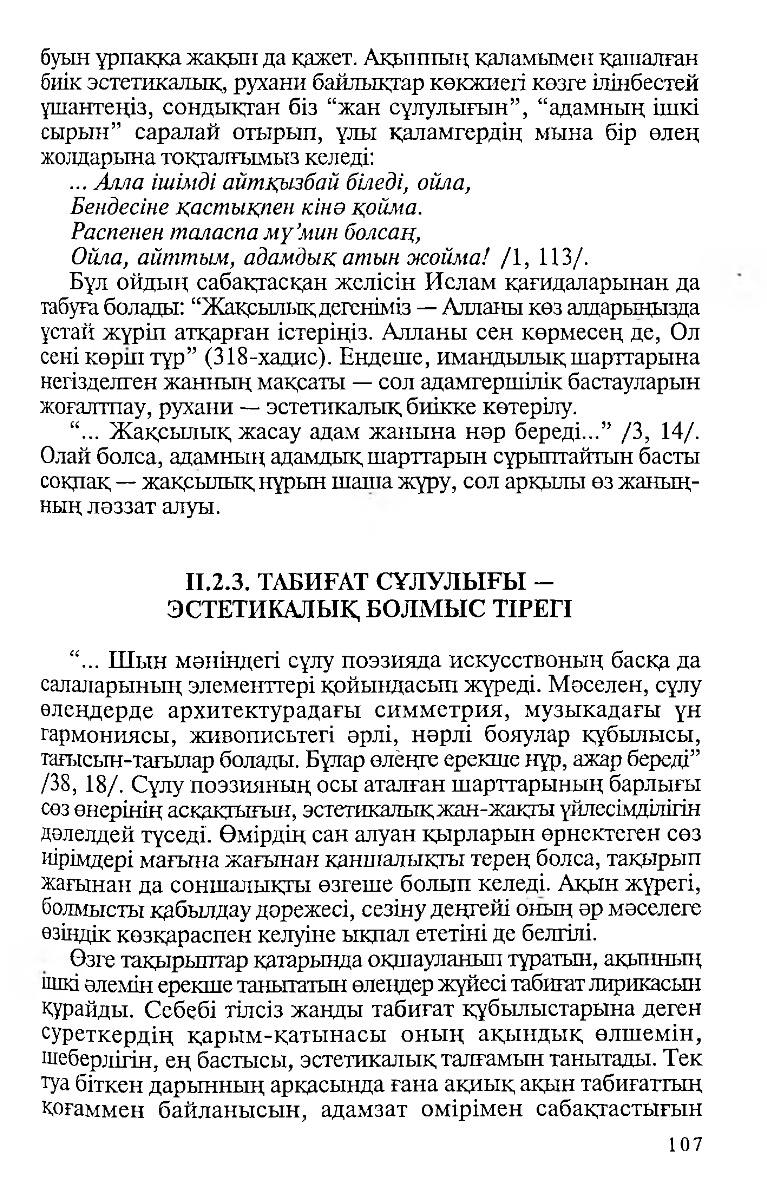 буын ұрпаққа жақын да қажет. Ақынның қаламымен қашалған
биік эстетикалық, рухани байлықтар көкжиегі көзге ілінбестей
ұшантеңіз, сондықтан біз “жан сұлулығын”, “адамның ішкі
сырын” саралай отырып, ұлы қаламгердің мына бір өлең
жолдарына тоқталғымыз келеді:
... Алла ішімді айтқызбай біледі, ойла,
Бендесіне қастықпен кінә қойма.
Распенен таласпа мү’мин болсаң,
Ойла, айттым, адамдық атын жойма! /1, 113/.
Бұл ойдың сабақтасқан желісін Ислам қағидаларынан да
табуға болады: “Жақсылық дегеніміз — Алланы көз алдарыңызда
ұстай жүріп атқарған істеріңіз. Алланы сен көрмесең де, Ол
сені көріп тұр” (318-хадис). Ендеше, имандылық шарттарына
негізделген жанның мақсаты — сол адамгершілік бастауларын
жоғалтпау, рухани — эстетикалық биікке көтерілу.
“... Жақсылық жасау адам жанына нәр береді...” /3, 14/.
Олай болса, адамның адамдық шарттарын сұрыптайтын басты
соқпақ — жақсылық нұрын шаша жүру, сол арқылы өз жаның-
ның ләззат алуы.
II.2.3. ТАБИҒАТ СҰЛУЛЫҒЫ —
ЭСТЕТИКАЛЫҚ БОЛМЫС ТІРЕГІ
“... Шын мәніндегі сұлу поэзияда искусствоның басқа да
салаларының элементтері қойындасып жүреді. Мәселен, сұлу
өлеңдерде архитектурадағы симметрия, музыкадағы үн
гармониясы, живописьтегі әрлі, нәрлі бояулар құбылысы,
тағысын-тағылар болады. Бұлар өлеңге ерекше нұр, ажар береді”
/38, 18/. Сұлу поэзияның осы аталған шарттарының барлығы
сөз өнерінің асқақтығын, эстетикалық жан-жақты үйлесімділігін
дәлелдей түседі. Өмірдің сан алуан қырларын өрнектеген сөз
иірімдері мағына жағынан қаншалықты терең болса, тақырып
жағынан да соншалықты өзгеше болып келеді. Ақын жүрегі,
болмысты қабылдау дәрежесі, сезіну деңгейі оның әр мәселеге
өзіндік көзқараспен келуіне ықпал ететіні де белгілі.
Өзге тақырыптар қатарында оқшауланып тұратын, ақынның
ішкі әлемін ерекше танытатын өлеңдер жүйесі табиғат лирикасын
құрайды. Себебі тілсіз жанды табиғат құбылыстарына деген
суреткердің қарым-қатынасы оның ақындық өлшемін,
шеберлігін, ең бастысы, эстетикалық талғамын танытады. Тек
туа біткен дарынның арқасында ғана ақиық ақын табиғаттың
қоғаммен байланысын, адамзат өмірімен сабақтастығын
107